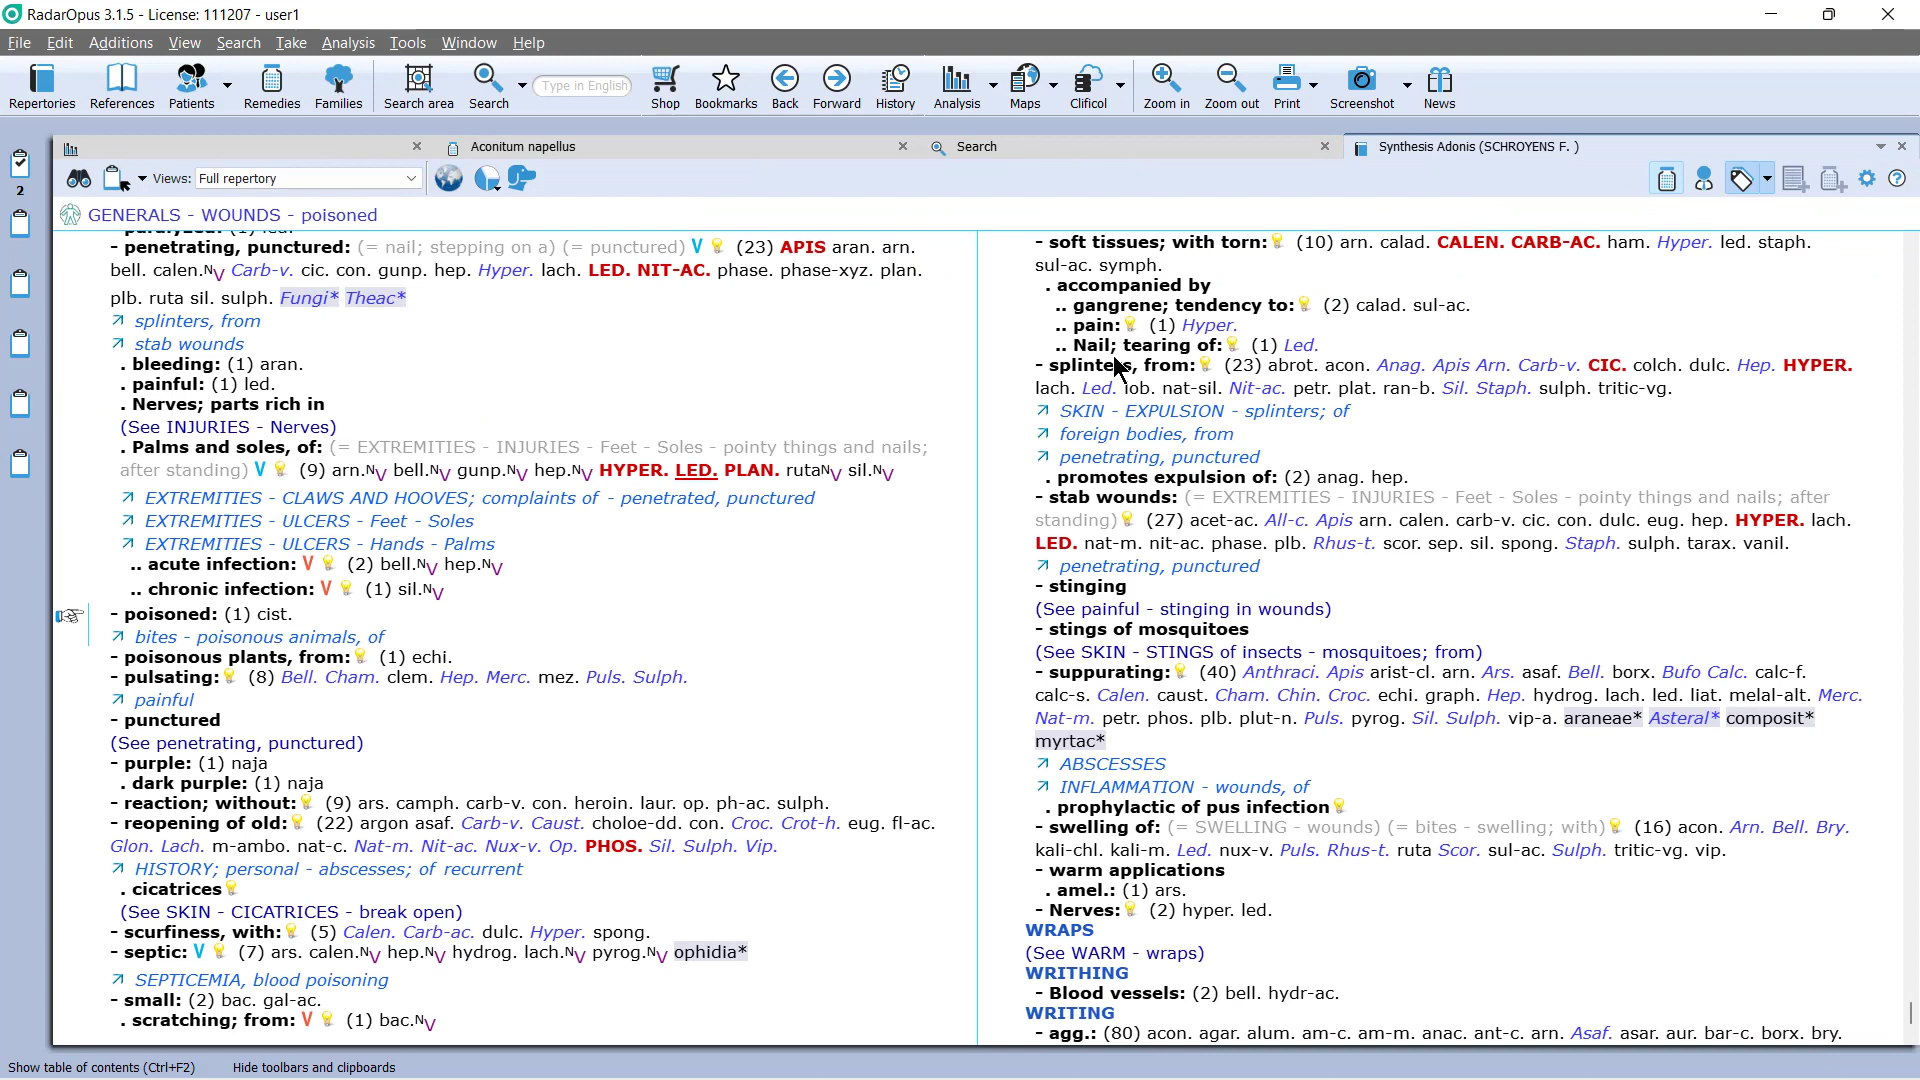 RadarOpus 3.1.5 - License: 111207 - user1
File Edit Additions View Search Take Analysis Tools Window Help
Repertories References Patients Remedies Families Search area Search Type in English Shop Bookmarks Back Forward History Analysis Maps Clificol Zoom in Zoom out Print Screenshot News
Aconitum napellus Search Synthesis Adonis (SCHROYENS F. )
2
Views: Full repertory
GENERALS - WOUNDS - poisoned
- penetrating, punctured: (= nail; stepping on a) (= punctured) V (23) APIS aran. arn.
bell. calen.NV Carb-v. cic. con. gunp. hep. Hyper. lach. LED. NIT-AC. phase. phase-xyz. plan.
plb. ruta sil. sulph. Fungi* Theac*
splinters, from
stab wounds
. bleeding: (1) aran.
. painful: (1) led.
. Nerves; parts rich in
(See INJURIES - Nerves)
. Palms and soles, of: (= EXTREMITIES - INJURIES - Feet - Soles - pointy things and nails;
after standing) V (9) arn.NV bell.NV gunp.NV hep.NV HYPER. LED. PLAN. rutaNV sil.NV
EXTREMITIES - CLAWS AND HOOVES; complaints of - penetrated, punctured
EXTREMITIES - ULCERS - Feet - Soles
EXTREMITIES - ULCERS - Hands - Palms
.. acute infection: V (2) bell.NV hep.NV
.. chronic infection: V (1) sil.NV
- poisoned: (1) cist.
bites - poisonous animals, of
- poisonous plants, from: (1) echi.
- pulsating: (8) Bell. Cham. clem. Hep. Merc. mez. Puls. Sulph.
painful
- punctured
(See penetrating, punctured)
- purple: (1) naja
. dark purple: (1) naja
- reaction; without: (9) ars. camph. carb-v. con. heroin. laur. op. ph-ac. sulph.
- reopening of old: (22) argon asaf. Carb-v. Caust. choloe-dd. con. Croc. Crot-h. eug. fl-ac.
Glon. Lach. m-ambo. nat-c. Nat-m. Nit-ac. Nux-v. Op. PHOS. Sil. Sulph. Vip.
HISTORY; personal - abscesses; of recurrent
. cicatrices
(See SKIN - CICATRICES - break open)
- scurfiness, with: (5) Calen. Carb-ac. dulc. Hyper. spong.
- septic: V (7) ars. calen.NV hep.NV hydrog. lach.NV pyrog.NV ophidia*
SEPTICEMIA, blood poisoning
- small: (2) bac. gal-ac.
. scratching; from: V (1) bac.NV
- soft tissues; with torn: (10) arn. calad. CALEN. CARB-AC. ham. Hyper. led. staph.
sul-ac. symph.
. accompanied by
.. gangrene; tendency to: (2) calad. sul-ac.
.. pain: (1) Hyper.
.. Nail; tearing of: (1) Led.
- splinters, from: (23) abrot. acon. Anag. Apis Arn. Carb-v. CIC. colch. dulc. Hep. HYPER.
lach. Led. lob. nat-sil. Nit-ac. petr. plat. ran-b. Sil. Staph. sulph. tritic-vg.
SKIN - EXPULSION - splinters; of
foreign bodies, from
penetrating, punctured
. promotes expulsion of: (2) anag. hep.
- stab wounds: (= EXTREMITIES - INJURIES - Feet - Soles - pointy things and nails; after
standing) (27) acet-ac. All-c. Apis arn. calen. carb-v. cic. con. dulc. eug. hep. HYPER. lach.
LED. nat-m. nit-ac. phase. plb. Rhus-t. scor. sep. sil. spong. Staph. sulph. tarax. vanil.
penetrating, punctured
- stinging
(See painful - stinging in wounds)
- stings of mosquitoes
(See SKIN - STINGS of insects - mosquitoes; from)
- suppurating: (40) Anthraci. Apis arist-cl. arn. Ars. asaf. Bell. borx. Bufo Calc. calc-f.
calc-s. Calen. caust. Cham. Chin. Croc. echi. graph. Hep. hydrog. lach. led. liat. melal-alt. Merc.
Nat-m. petr. phos. plb. plut-n. Puls. pyrog. Sil. Sulph. vip-a. araneae* Asteral* composit*
myrtac*
ABSCESSES
INFLAMMATION - wounds, of
. prophylactic of pus infection
- swelling of: (= SWELLING - wounds) (= bites - swelling; with) (16) acon. Arn. Bell. Bry.
kali-chl. kali-m. Led. nux-v. Puls. Rhus-t. ruta Scor. sul-ac. Sulph. tritic-vg. vip.
- warm applications
. amel.: (1) ars.
- Nerves: (2) hyper. led.
WRAPS
(See WARM - wraps)
WRITHING
- Blood vessels: (2) bell. hydr-ac.
WRITING
- agg.: (80) acon. agar. alum. am-c. am-m. anac. ant-c. arn. Asaf. asar. aur. bar-c. borx. bry.
Show table of contents (Ctrl+F2) Hide toolbars and clipboards